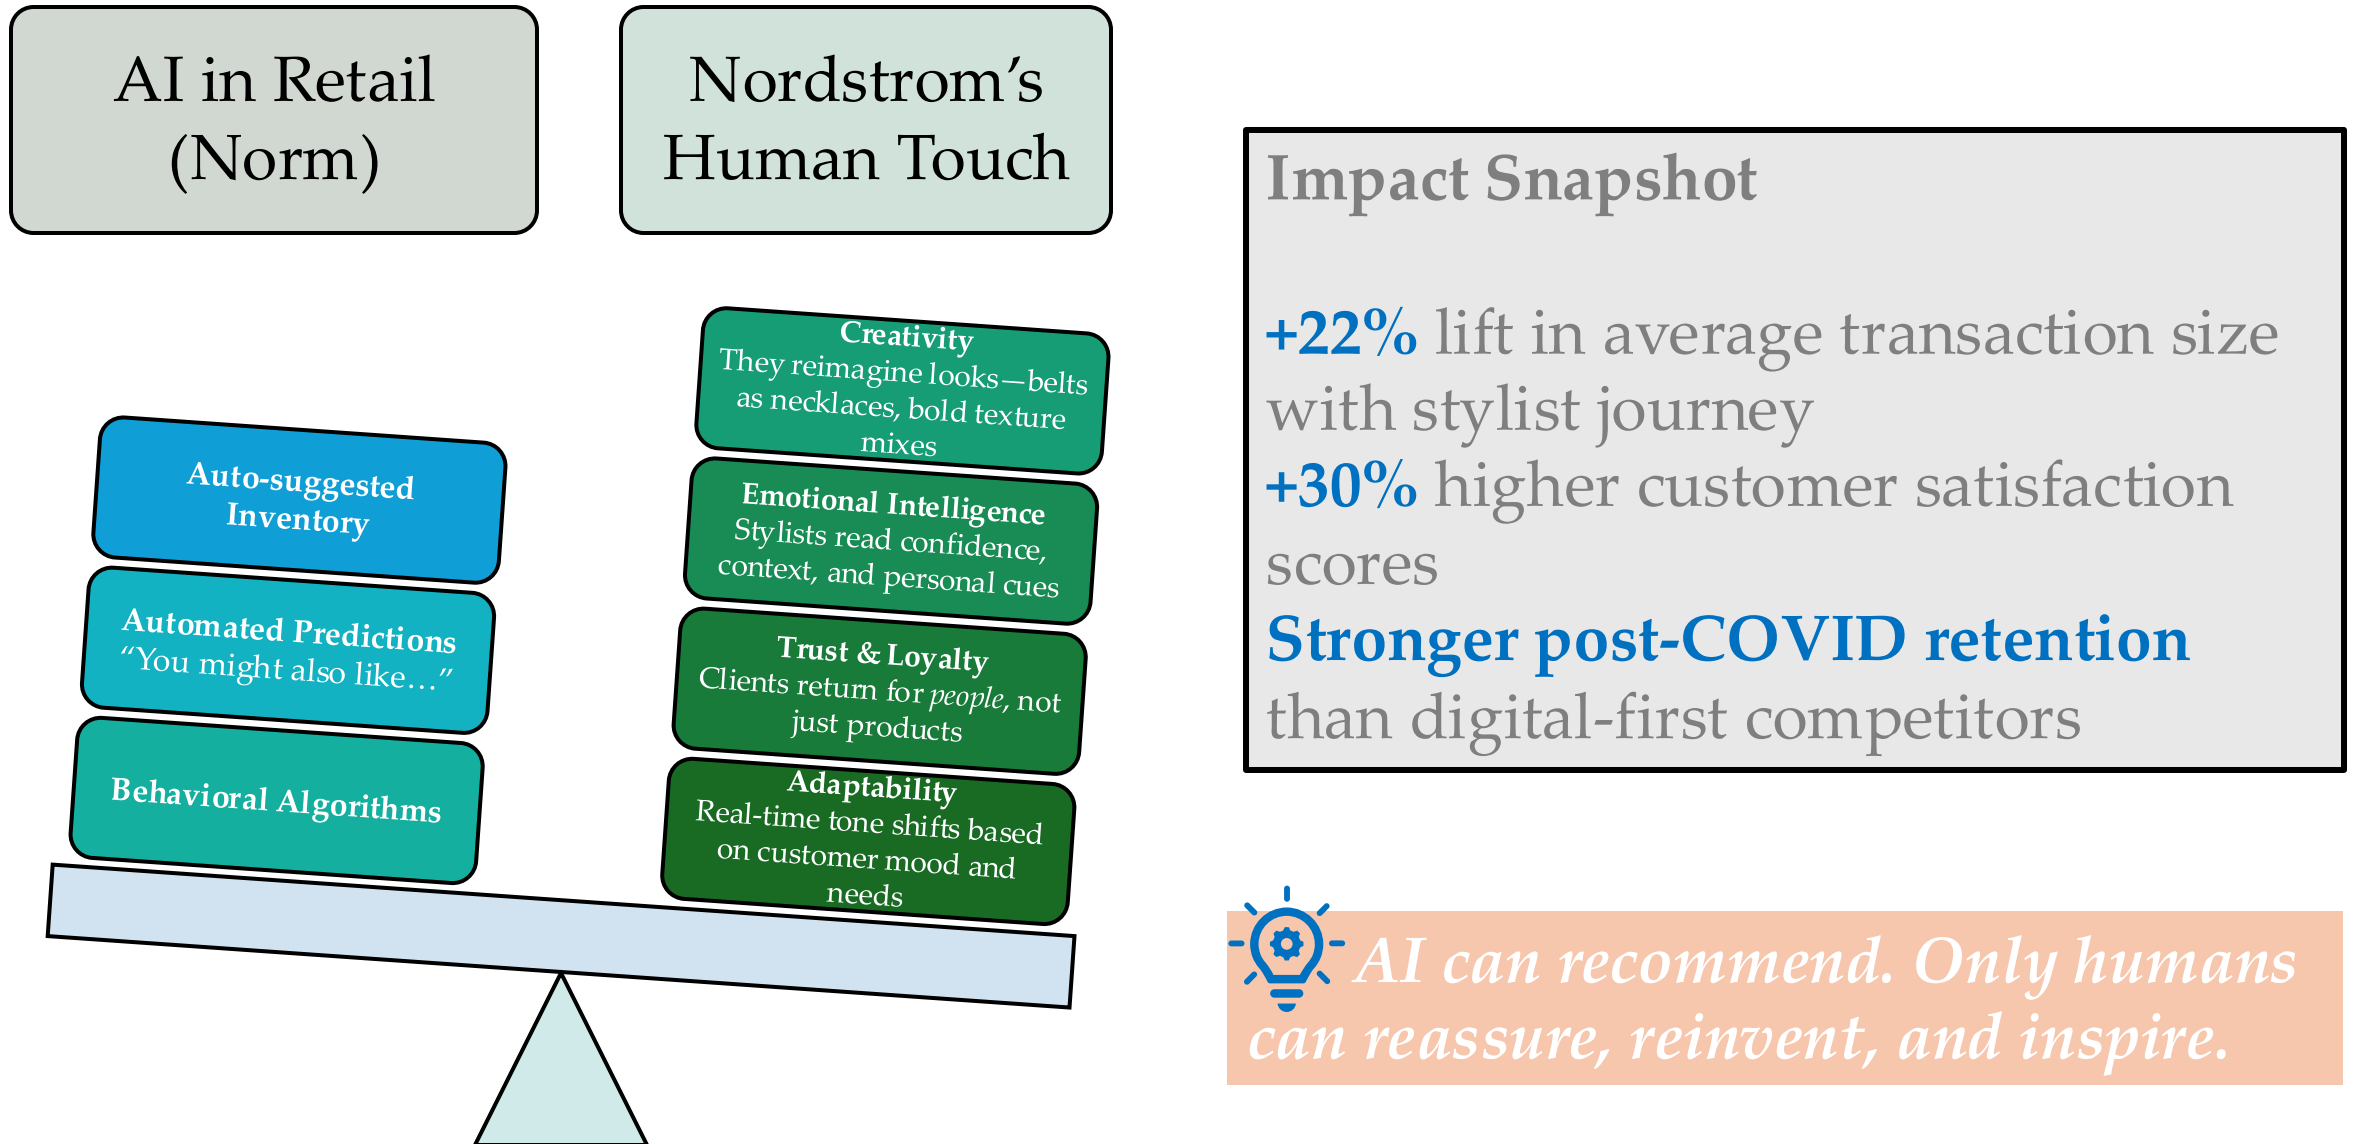 AI in Retail
(Norm)
Nordstrom’s
Human Touch
Auto-suggested
Inventory
Automated Predictions
“You might also like…”
Behavioral Algorithms
Creativity
They reimagine looks—belts
as necklaces, bold texture
mixes
Emotional Intelligence
Stylists read confidence,
context, and personal cues
Trust & Loyalty
Clients return for people, not
just products
Adaptability
Real-time tone shifts based
on customer mood and
needs
Impact Snapshot
+22% lift in average transaction size
with stylist journey
+30% higher customer satisfaction
scores
Stronger post-COVID retention
than digital-first competitors
AI can recommend. Only humans
can reassure, reinvent, and inspire.